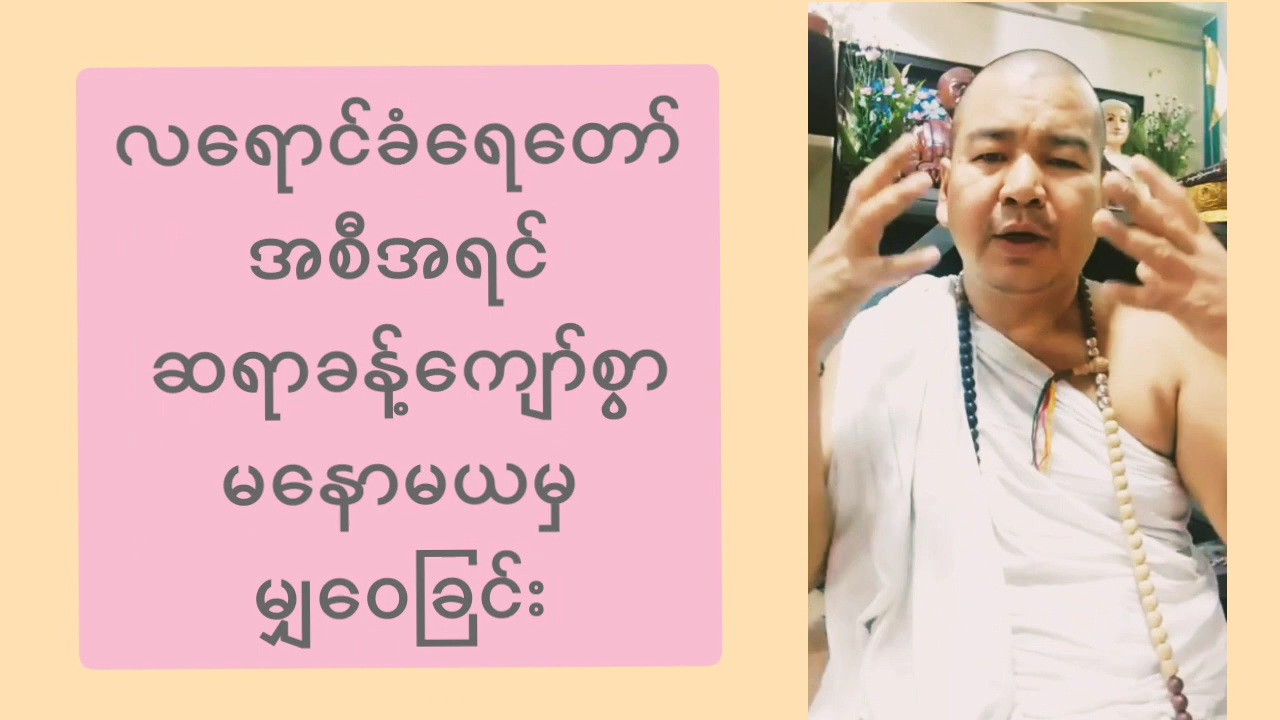 လရောင်ခံရေတော်
အစီအရင်
ဆရာခန့်ကျော်စွာ
မနောမယမှ
မျှဝေခြင်း